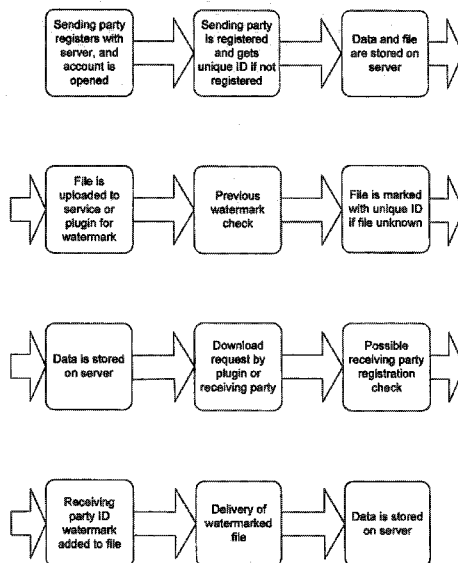 Sending party
registers with
server, and
account is
opened
Sending party
is registered
and gets
unique ID if not
registered
Data and file
are stored on
server
File is
uploaded to
service or
plugin for
watermark
Previous
watermark
check
File is marked
with unique ID
if file unknown
Data is stored
on server
Download
request by
plugin or
receiving party
Possible
receiving party
registration
check
Receiving
party ID
watermark
added to file
Delivery of
watermarked
file
Data is stored
on server